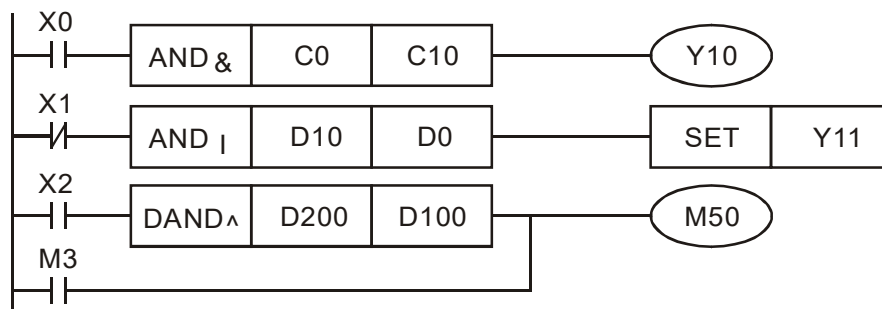 X0
AND & C0 C10 Y10
X1
AND | D10 D0 SET Y11
X2
DAND ^ D200 D100 M50
M3